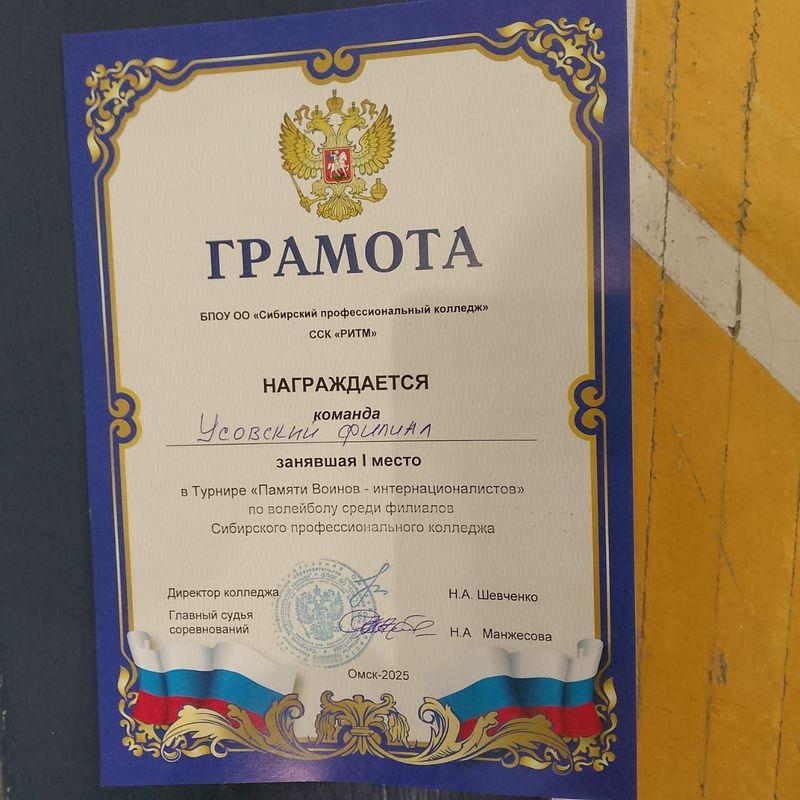 ГРАМОТА
БПОУ ОО «Сибирский профессиональный колледж»
ССК «РИТМ»
НАГРАЖДАЕТСЯ
команда
Усовский филиал
занявшая I место
в Турнире «Памяти Воинов - интернационалистов»
по волейболу среди филиалов
Сибирского профессионального колледжа
Директор колледжа Н.А. Шевченко
Главный судья
соревнований Н.А Манжесова
Омск-2025